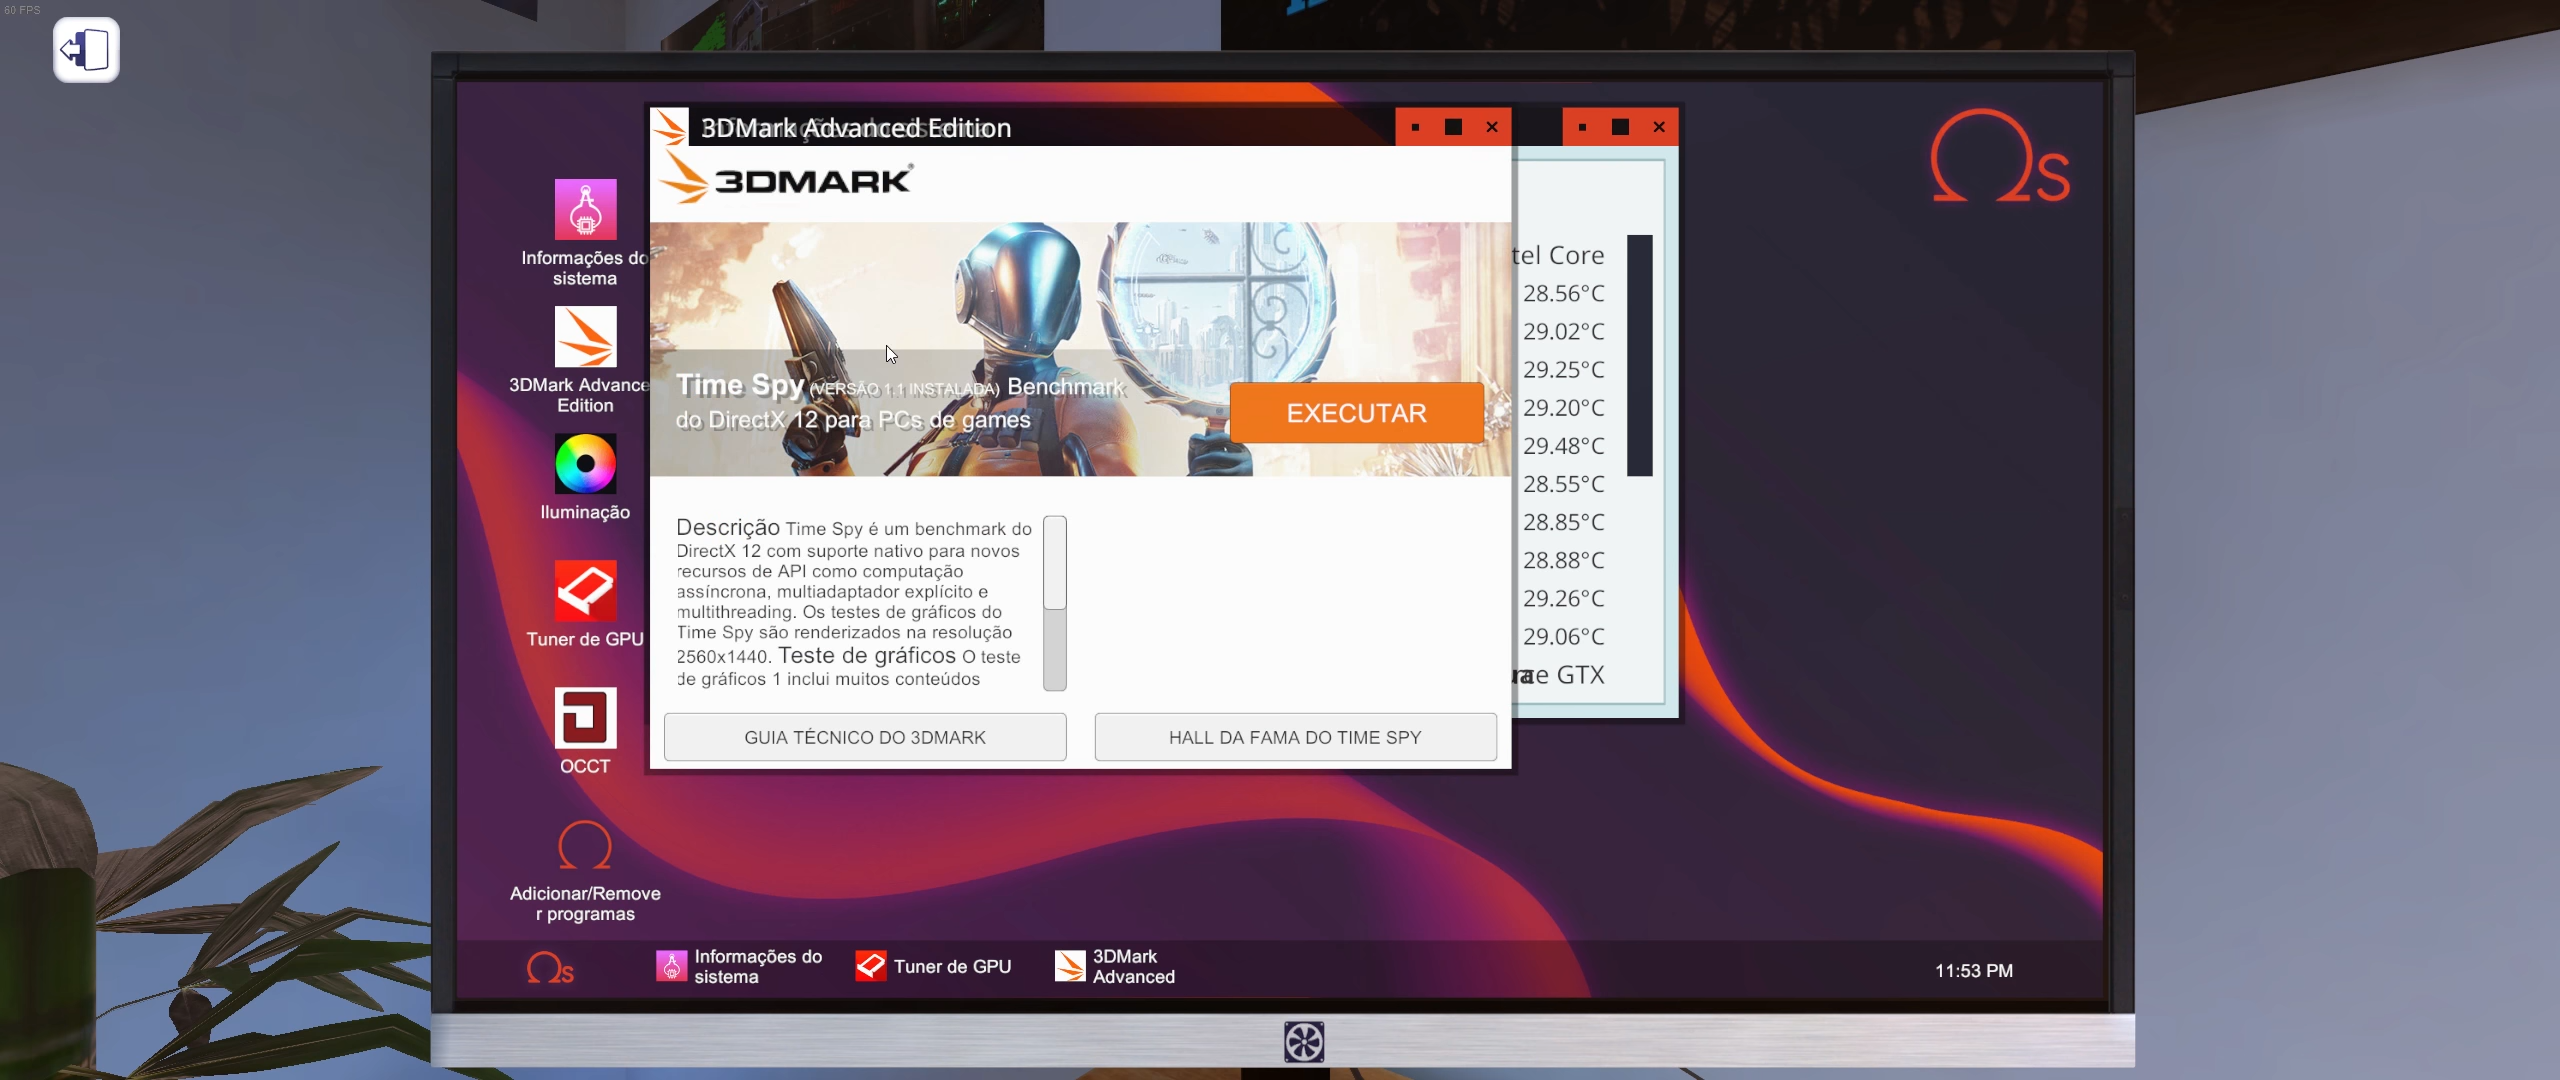 60 FPS
3DMark Advanced Edition
3DMARK
Time Spy (VERSÃO 1.1 INSTALADA) Benchmark
do DirectX 12 para PCs de games
EXECUTAR
Descrição Time Spy é um benchmark do
DirectX 12 com suporte nativo para novos
recursos de API como computação
assíncrona, multiadaptador explícito e
multithreading. Os testes de gráficos do
Time Spy são renderizados na resolução
2560x1440. Teste de gráficos O teste
de gráficos 1 inclui muitos conteúdos
GUIA TÉCNICO DO 3DMARK
HALL DA FAMA DO TIME SPY
tel Core
28.56°C
29.02°C
29.25°C
29.20°C
29.48°C
28.55°C
28.85°C
28.88°C
29.26°C
29.06°C
GTX
Informações do
sistema
3DMark Advance
Edition
Iluminação
Tuner de GPU
OCCT
Adicionar/Remove
r programas
Ωs
Ωs
Informações do
sistema
Tuner de GPU
3DMark
Advanced
11:53 PM